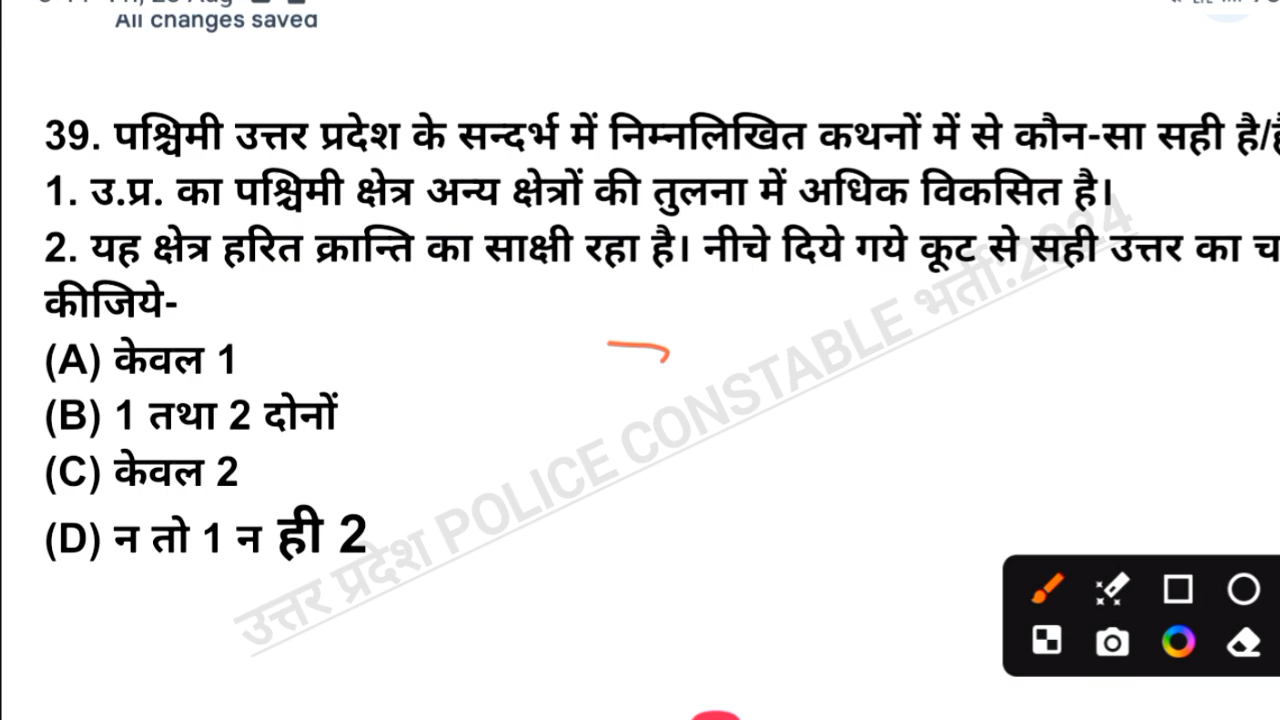 All changes saved
39. पश्चिमी उत्तर प्रदेश के सन्दर्भ में निम्नलिखित कथनों में से कौन-सा सही है/
1. उ.प्र. का पश्चिमी क्षेत्र अन्य क्षेत्रों की तुलना में अधिक विकसित है।
2. यह क्षेत्र हरित क्रान्ति का साक्षी रहा है। नीचे दिये गये कूट से सही उत्तर का च
कीजिये-
(A) केवल 1
(B) 1 तथा 2 दोनों
(C) केवल 2
(D) न तो 1 न ही 2
उत्तर प्रदेश POLICE CONSTABLE भर्ती:2024